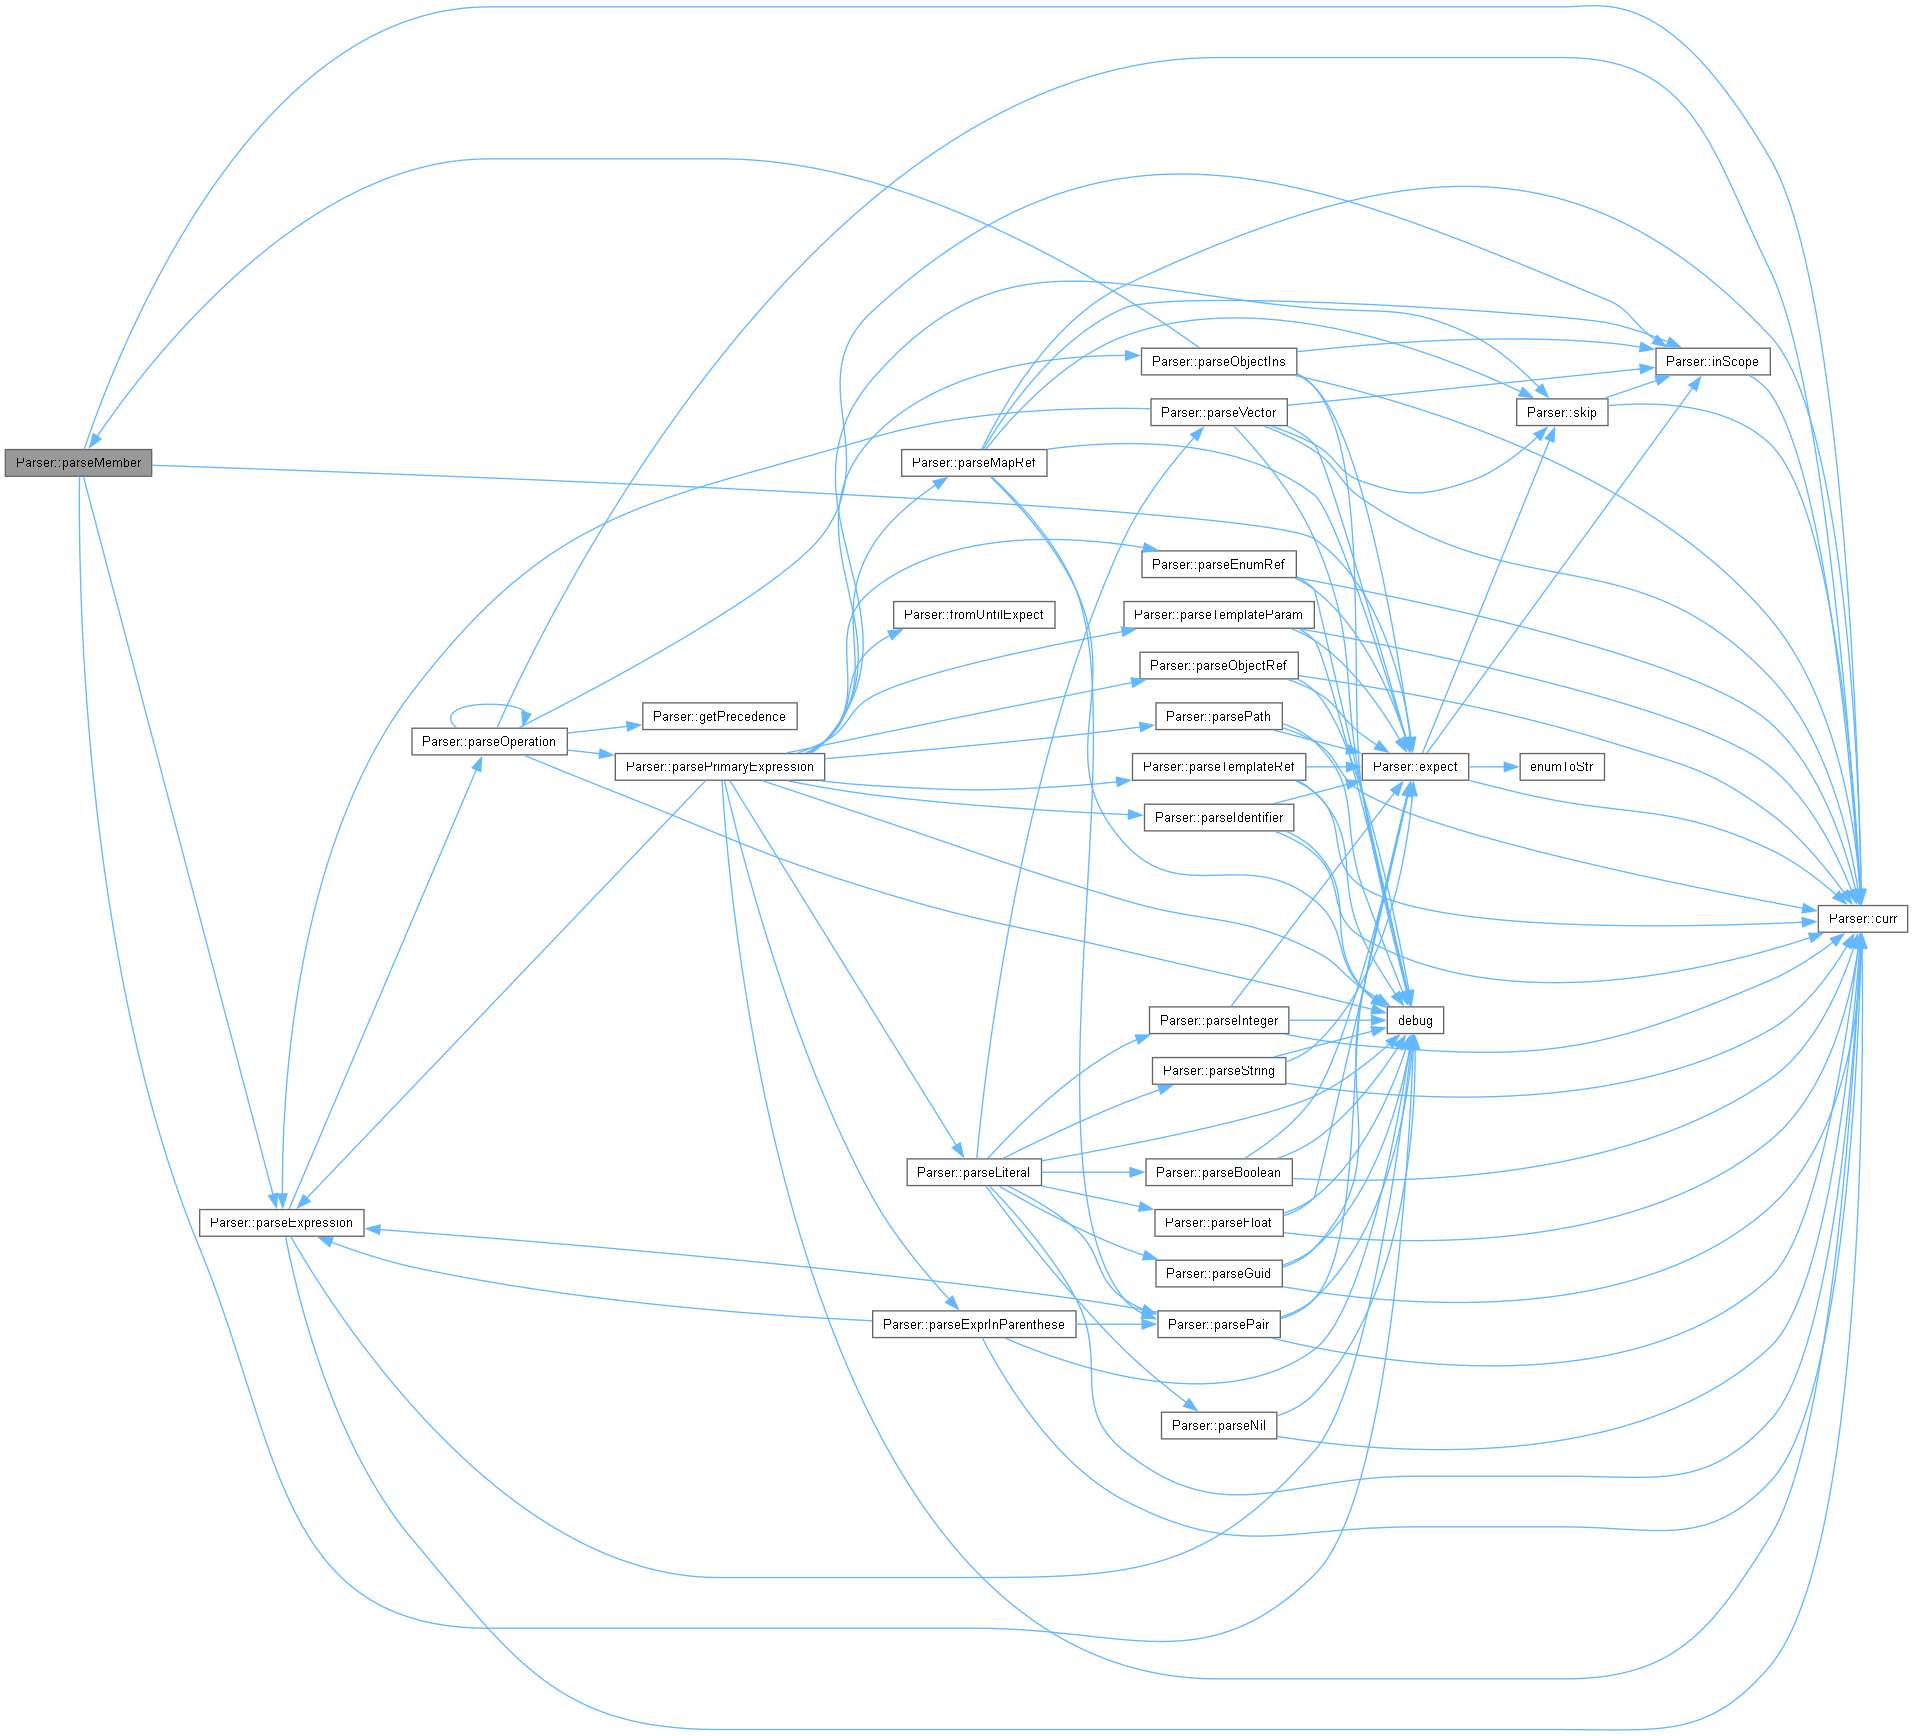 Parser::parseMember
Parser::parseExpression
Parser::parseOperation
Parser::getPrecedence
Parser::parsePrimaryExpression
Parser::parseMapRef
Parser::fromUntilExpect
Parser::parseLiteral
Parser::parseExprInParenthese
Parser::parseObjectIns
Parser::parseVector
Parser::parseEnumRef
Parser::parseTemplateParam
Parser::parseObjectRef
Parser::parsePath
Parser::parseTemplateRef
Parser::parseIdentifier
Parser::parseInteger
Parser::parseString
Parser::parseBoolean
Parser::parseFloat
Parser::parseGuid
Parser::parsePair
Parser::parseNil
Parser::expect
debug
Parser::skip
enumToStr
Parser::inScope
Parser::curr